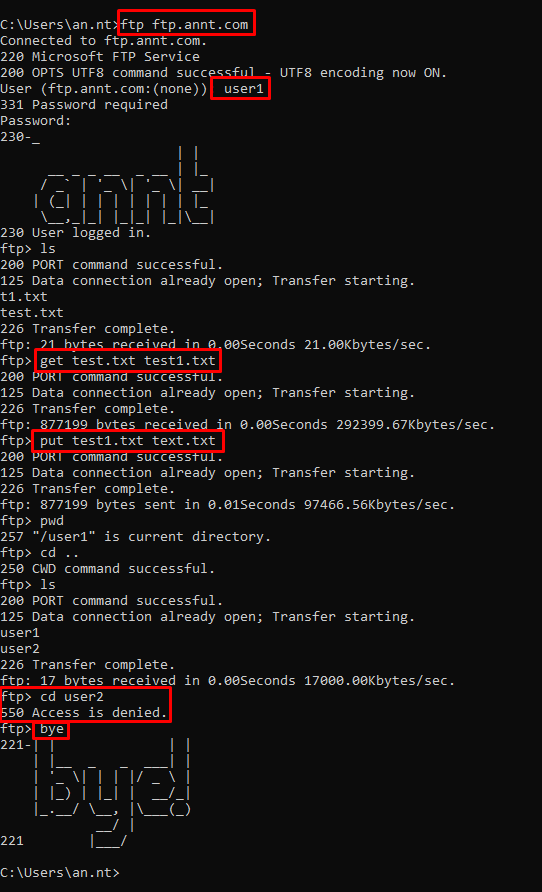 C:\Users\an.nt>ftp ftp.annt.com
Connected to ftp.annt.com.
220 Microsoft FTP Service
200 OPTS UTF8 command successful - UTF8 encoding now ON.
User (ftp.annt.com:(none)) user1
331 Password required
Password:
230-_
annt
230 User logged in.
ftp> ls
200 PORT command successful.
125 Data connection already open; Transfer starting.
t1.txt
test.txt
226 Transfer complete.
ftp: 21 bytes received in 0.00Seconds 21.00Kbytes/sec.
ftp> get test.txt test1.txt
200 PORT command successful.
125 Data connection already open; Transfer starting.
226 Transfer complete.
ftp: 877199 bytes received in 0.00Seconds 292399.67Kbytes/sec.
ftp> put test1.txt text.txt
200 PORT command successful.
125 Data connection already open; Transfer starting.
226 Transfer complete.
ftp: 877199 bytes sent in 0.01Seconds 97466.56Kbytes/sec.
ftp> pwd
257 "/user1" is current directory.
ftp> cd ..
250 CWD command successful.
ftp> ls
200 PORT command successful.
125 Data connection already open; Transfer starting.
user1
user2
226 Transfer complete.
ftp: 17 bytes received in 0.00Seconds 17000.00Kbytes/sec.
ftp> cd user2
550 Access is denied.
ftp> bye
221-
bye!
221
C:\Users\an.nt>